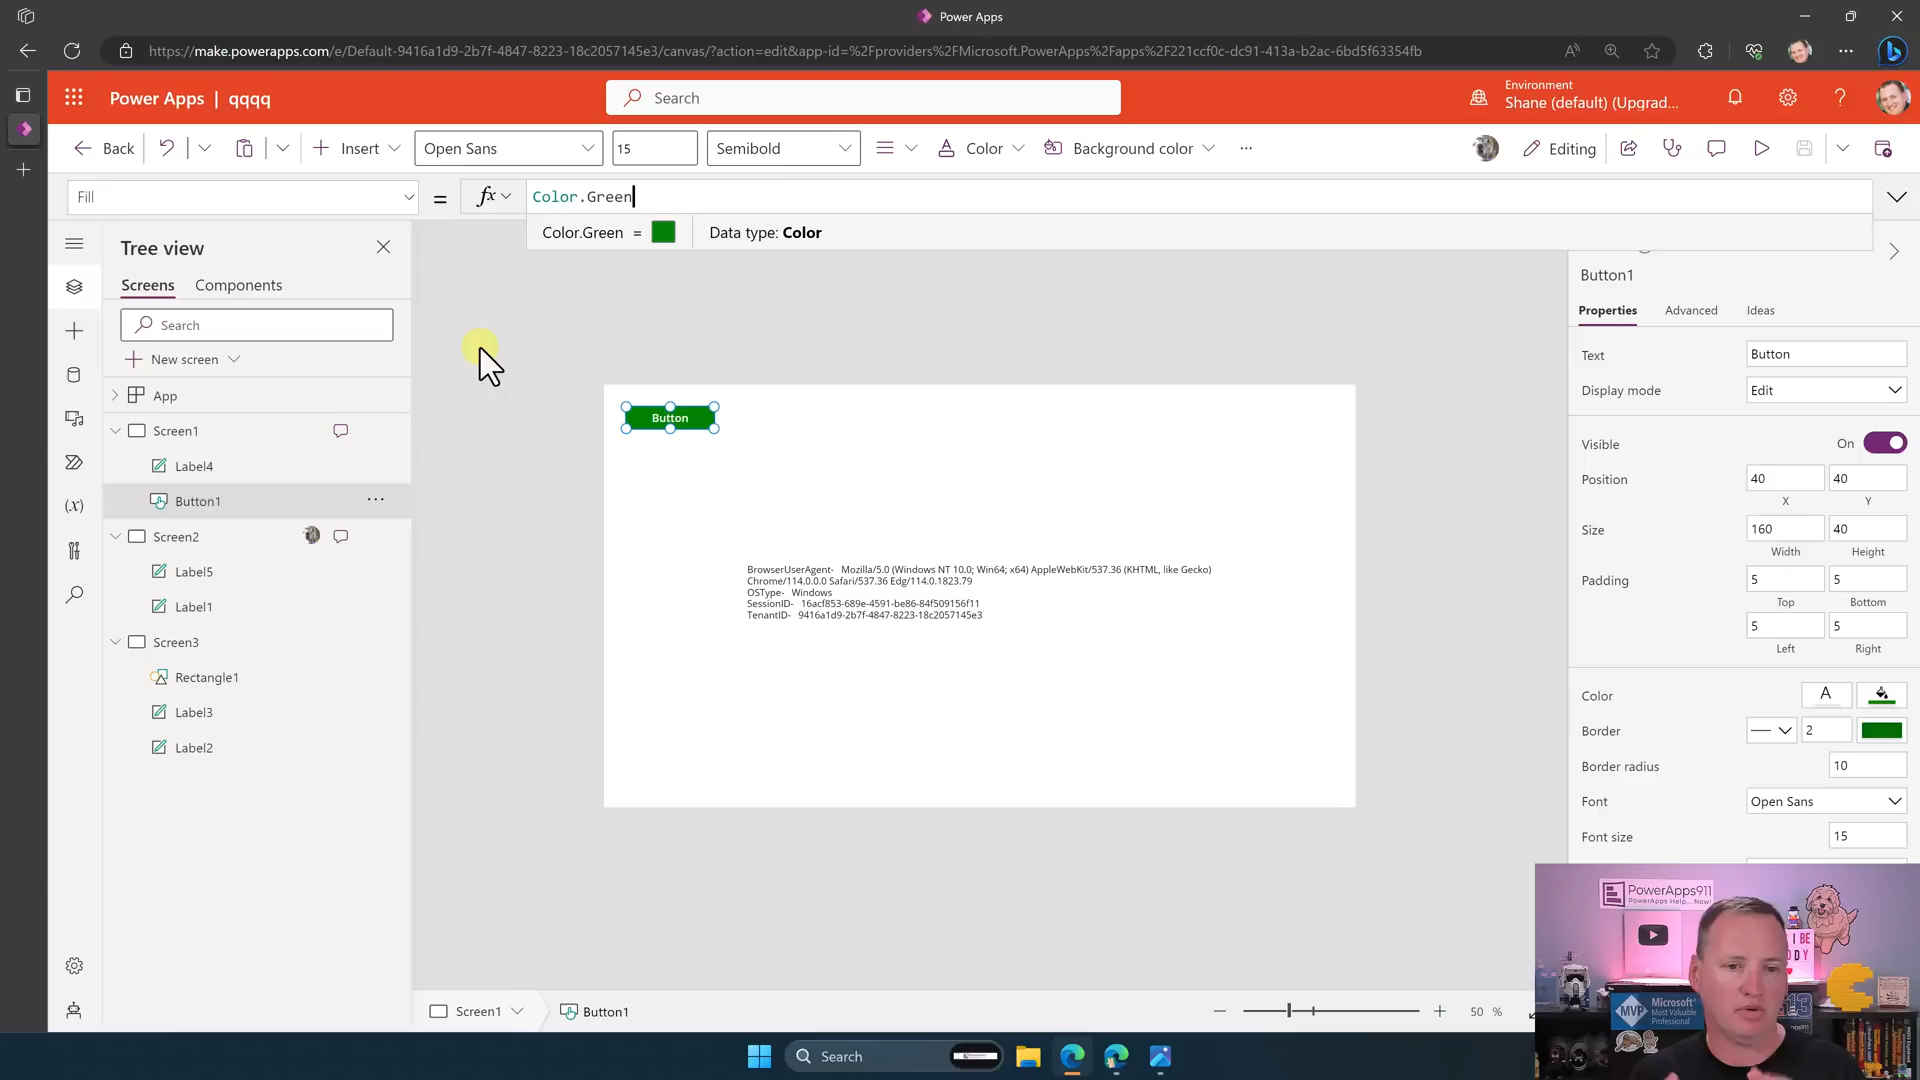 Power Apps
https://make.powerapps.com/e/Default-9416a1d9-2b7f-4847-8223-18c2057145e3/canvas/?action=edit&app-id=%2Fproviders%2FMicrosoft.PowerApps%2Fapps%2F221ccf0c-dc91-413a-b2ac-6bd5f63354fb
Power Apps | qqqq
Search
Environment
Shane (default) (Upgrad...
Back
Insert
Open Sans
15
Semibold
Color
Background color
Editing
Fill
=
fx
Color.Green
Color.Green =
Data type: Color
Tree view
Screens
Components
Search
New screen
App
Screen1
Label4
Button1
Screen2
Label5
Label1
Screen3
Rectangle1
Label3
Label2
Button
BrowserUserAgent- Mozilla/5.0 (Windows NT 10.0; Win64; x64) AppleWebKit/537.36 (KHTML, like Gecko)
Chrome/114.0.0.0 Safari/537.36 Edg/114.0.1823.79
OSType- Windows
SessionID- 16acf853-689e-4591-be86-84f509156f11
TenantID- 9416a1d9-2b7f-4847-8223-18c2057145e3
Button1
Properties
Advanced
Ideas
Text
Button
Display mode
Edit
Visible
On
Position
40
40
X
Y
Size
160
40
Width
Height
Padding
5
5
Top
Bottom
5
5
Left
Right
Color
A
Border
2
Border radius
10
Font
Open Sans
Font size
15
Screen1
Button1
50 %
PowerApps911
PowerApps Help... Now!
Microsoft®
MVP
Most Valuable
Professional
Search